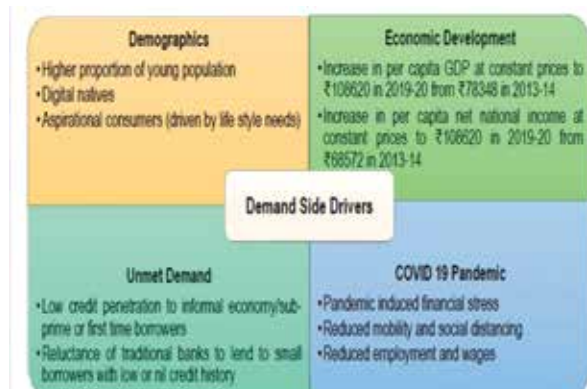 Demographics
•Higher proportion of young population
•Digital natives
•Aspirational consumers (driven by life style needs)
Economic Development
•Increase in per capita GDP at constant prices to
₹108620 in 2019-20 from ₹78348 in 2013-14
•Increase in per capita net national income at
constant prices to ₹108620 in 2019-20 from
₹68572 in 2013-14
Demand Side Drivers
Unmet Demand
•Low credit penetration to informal economy/sub-
prime or first time borrowers
•Reluctance of traditional banks to lend to small
borrowers with low or nil credit history
COVID 19 Pandemic
•Pandemic induced financial stress
•Reduced mobility and social distancing
•Reduced employment and wages